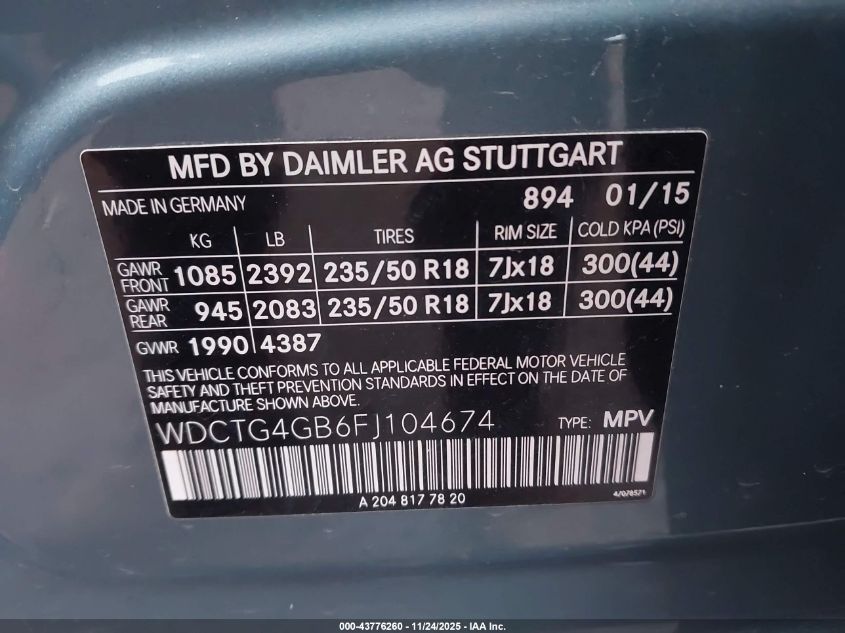 MFD BY DAIMLER AG STUTTGART
MADE IN GERMANY 894 01/15
KG LB TIRES RIM SIZE COLD KPA (PSI)
GAWR FRONT 1085 2392 235/50 R18 7Jx18 300(44)
GAWR REAR 945 2083 235/50 R18 7Jx18 300(44)
GVWR 1990 4387
THIS VEHICLE CONFORMS TO ALL APPLICABLE FEDERAL MOTOR VEHICLE
SAFETY AND THEFT PREVENTION STANDARDS IN EFFECT ON THE DATE OF
MANUFACTURE SHOWN ABOVE.
WDCTG4GB6FJ104674 TYPE: MPV
A 204 817 78 20
000-43776260 - 11/24/2025 - IAA Inc.